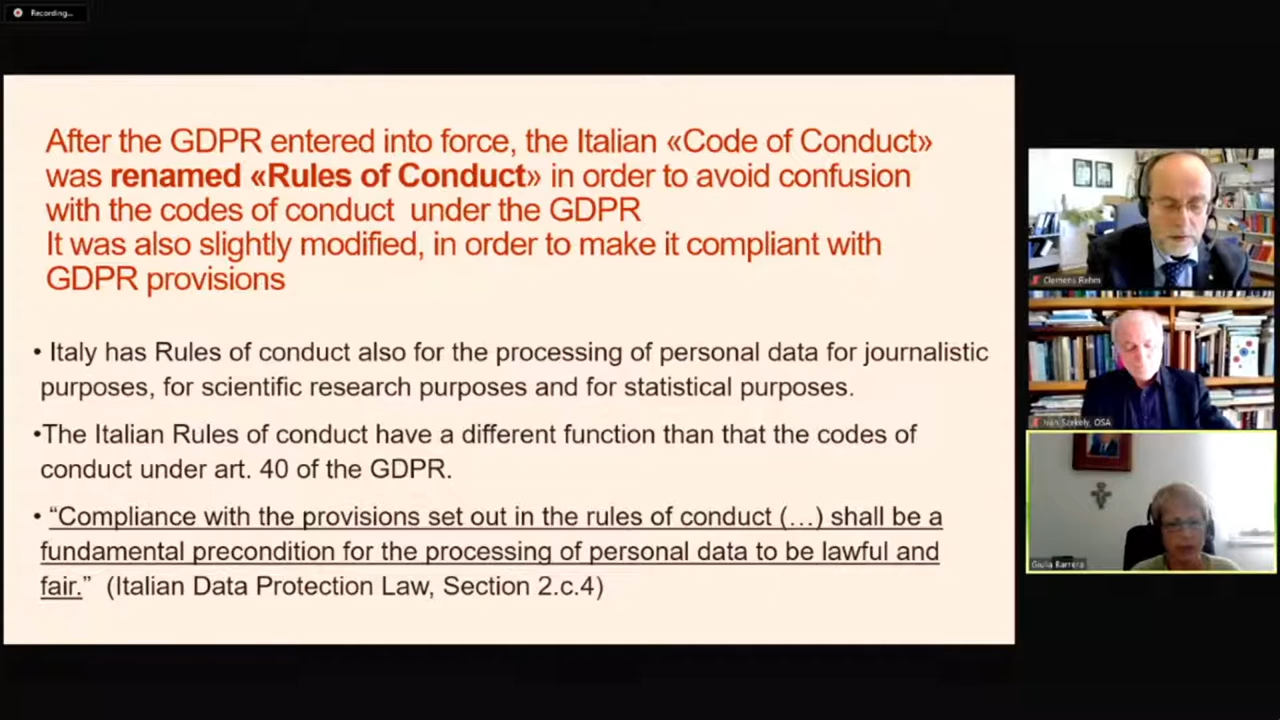 Recording...
After the GDPR entered into force, the Italian «Code of Conduct»
was renamed «Rules of Conduct» in order to avoid confusion
with the codes of conduct under the GDPR
It was also slightly modified, in order to make it compliant with
GDPR provisions
• Italy has Rules of conduct also for the processing of personal data for journalistic
purposes, for scientific research purposes and for statistical purposes.
•The Italian Rules of conduct have a different function than that the codes of
conduct under art. 40 of the GDPR.
• “Compliance with the provisions set out in the rules of conduct (…) shall be a
fundamental precondition for the processing of personal data to be lawful and
fair.” (Italian Data Protection Law, Section 2.c.4)
Clemens Rehm
Iván Székely, OSA
Giulia Barrera